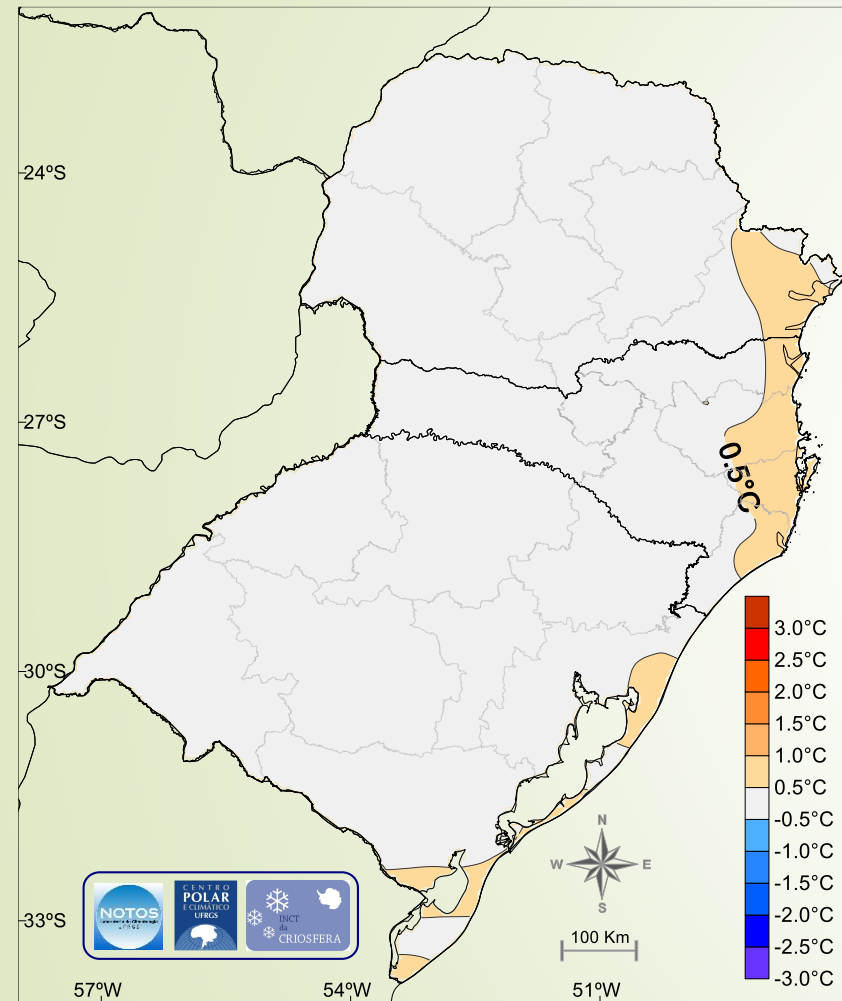 24ºS
27ºS
30ºS
33ºS
57ºW
54ºW
51ºW
0.5°C
3.0°C
2.5°C
2.0°C
1.5°C
1.0°C
0.5°C
-0.5°C
-1.0°C
-1.5°C
-2.0°C
-2.5°C
-3.0°C
N
W
E
S
100 Km
NOTOS
UFRGS
CENTRO
POLAR
E CLIMÁTICO
UFRGS
INCT
da
CRIOSFERA